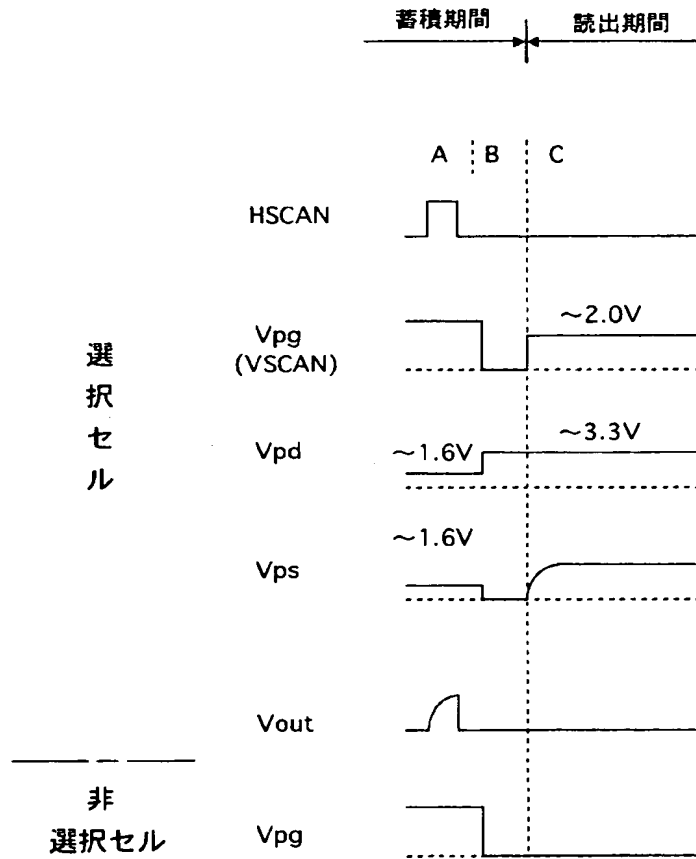 蓄積期間 読出期間
A B C
HSCAN
Vpg
(VSCAN)
～2.0V
選択セル
Vpd
～1.6V
～3.3V
～1.6V
Vps
Vout
非
選択セル
Vpg